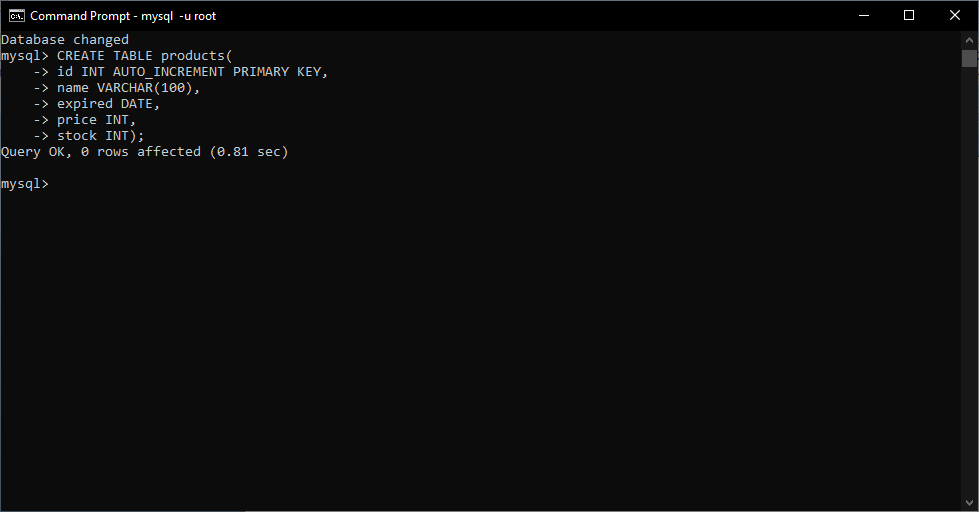 Command Prompt - mysql -u root
Database changed
mysql> CREATE TABLE products(
    -> id INT AUTO_INCREMENT PRIMARY KEY,
    -> name VARCHAR(100),
    -> expired DATE,
    -> price INT,
    -> stock INT);
Query OK, 0 rows affected (0.81 sec)
mysql>